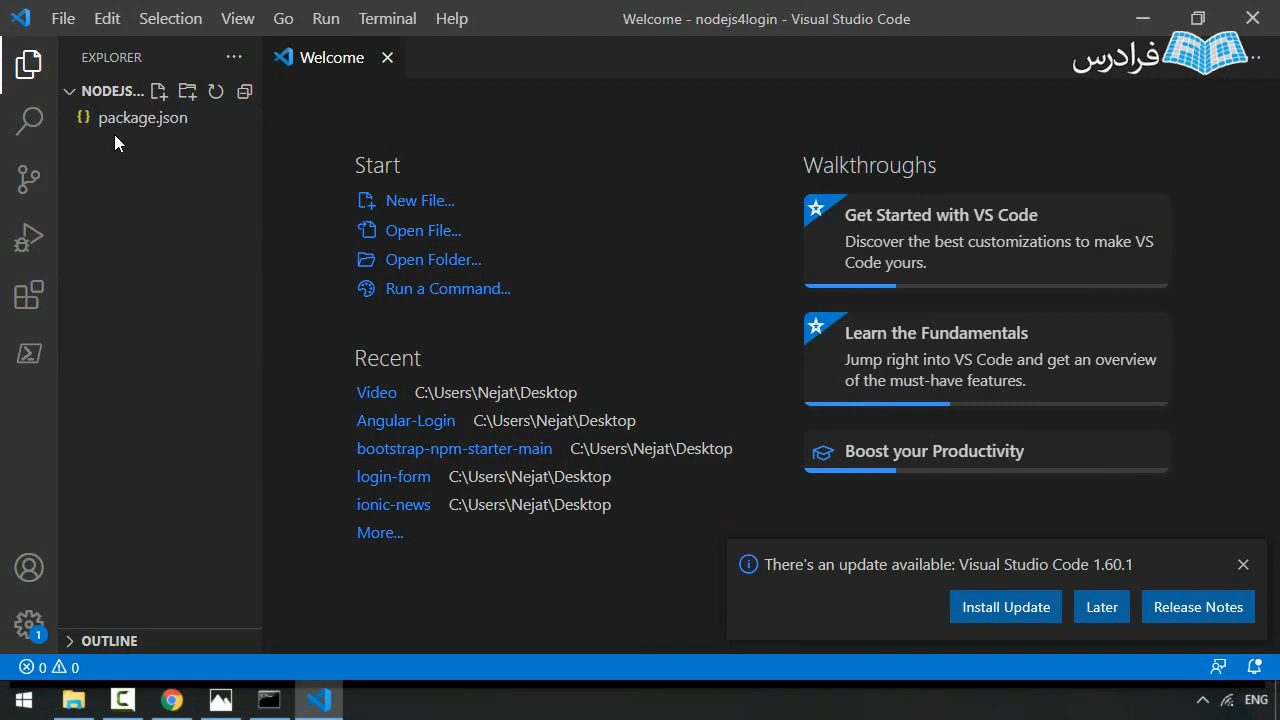 File Edit Selection View Go Run Terminal Help
Welcome - nodejs4login - Visual Studio Code
فرادرس
EXPLORER
Welcome
NODEJS...
{} package.json
Start
New File...
Open File...
Open Folder...
Run a Command...
Recent
Video C:\Users\Nejat\Desktop
Angular-Login C:\Users\Nejat\Desktop
bootstrap-npm-starter-main C:\Users\Nejat\Desktop
login-form C:\Users\Nejat\Desktop
ionic-news C:\Users\Nejat\Desktop
More...
Walkthroughs
Get Started with VS Code
Discover the best customizations to make VS
Code yours.
Learn the Fundamentals
Jump right into VS Code and get an overview
of the must-have features.
Boost your Productivity
There's an update available: Visual Studio Code 1.60.1
Install Update
Later
Release Notes
1
OUTLINE
0 0
ENG